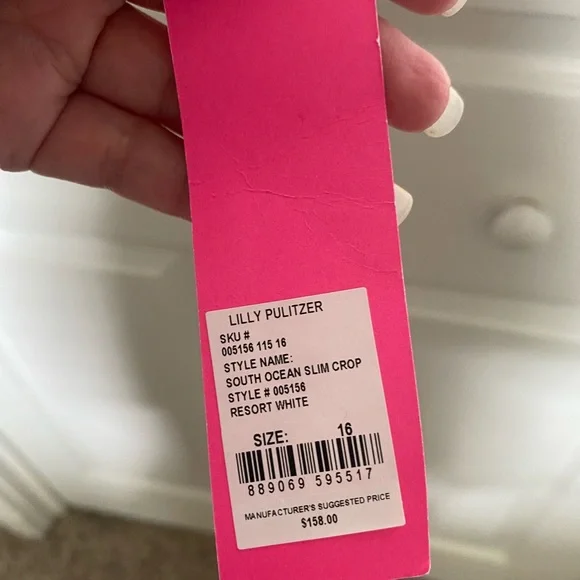 LILLY PULITZER
SKU #
005156 115 16
STYLE NAME:
SOUTH OCEAN SLIM CROP
STYLE # 005156
RESORT WHITE
SIZE: 16
889069 595517
MANUFACTURER'S SUGGESTED PRICE
$158.00